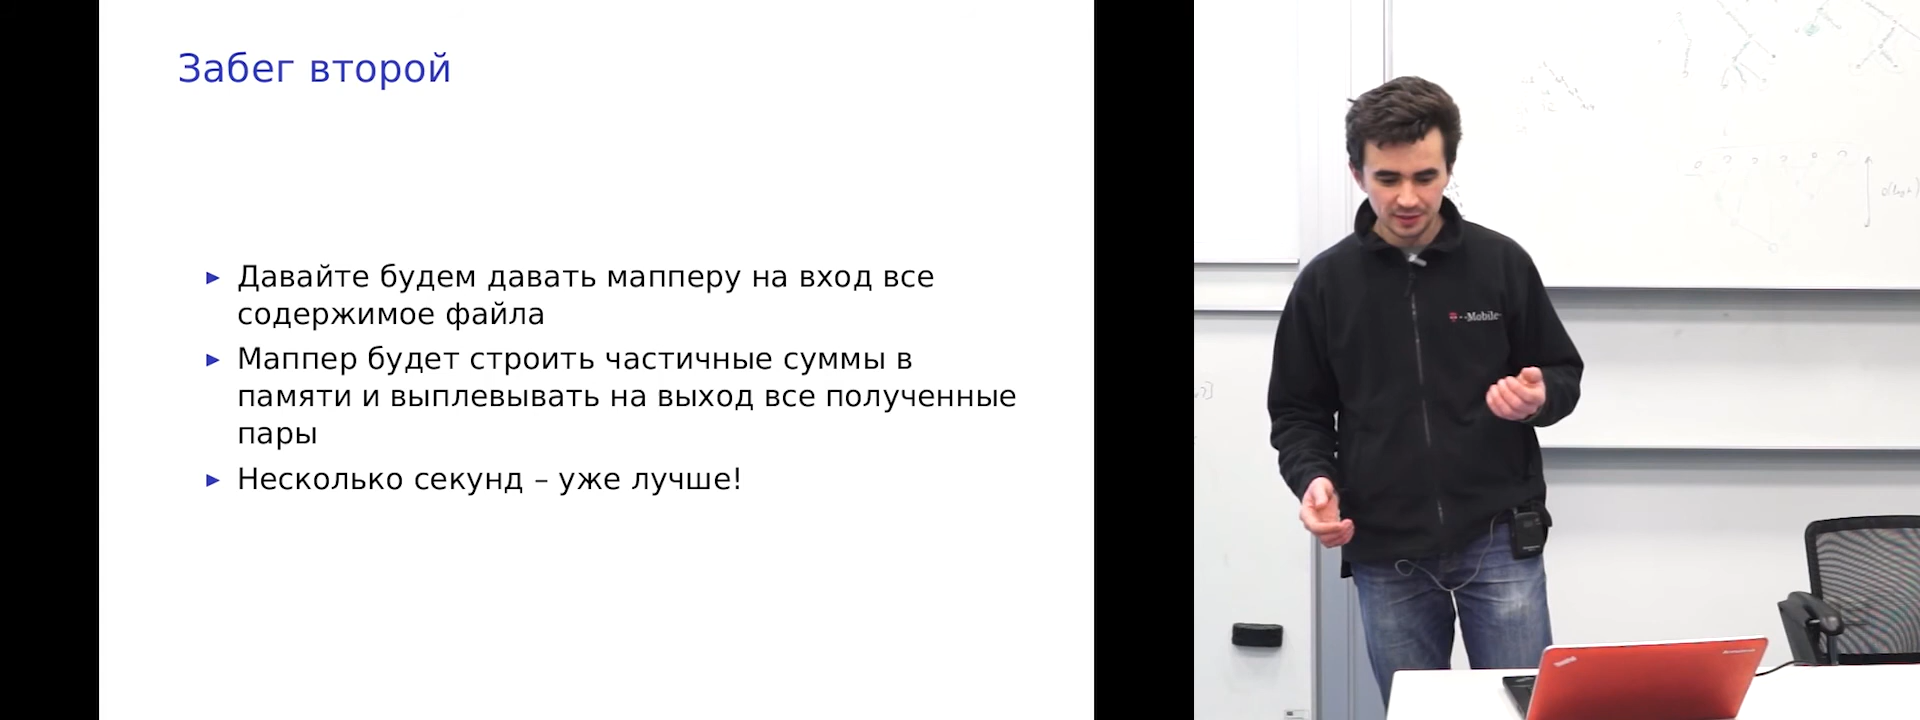 Забег второй
Давайте будем давать мапперу на вход все
содержимое файла
Маппер будет строить частичные суммы в
памяти и выплевывать на выход все полученные
пары
Несколько секунд – уже лучше!
T··Mobile·